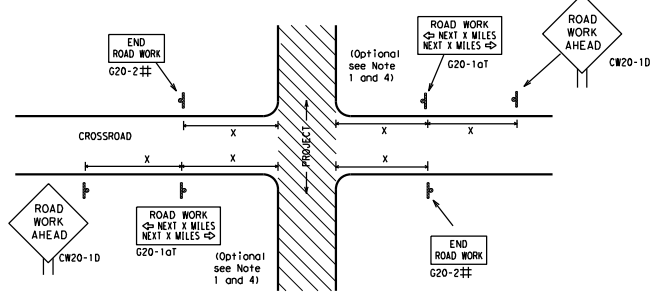 END
ROAD WORK
G20-2#
(Optional
see Note
1 and 4)
ROAD WORK
⇦ NEXT X MILES
NEXT X MILES ⇨
G20-1aT
ROAD
WORK
AHEAD
CW20-1D
X
X
X
CROSSROAD
PROJECT
X
X
X
ROAD
WORK
AHEAD
CW20-1D
ROAD WORK
⇦ NEXT X MILES
NEXT X MILES ⇨
G20-1aT
(Optional
see Note
1 and 4)
END
ROAD WORK
G20-2#